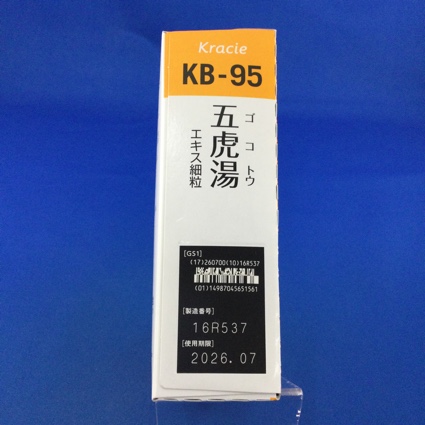 Kracie
KB-95
五虎湯
ゴコトウ
エキス細粒
[GS1]
(17)260700(10)16R537
(01)14987045651561
[製造番号]
16R537
[使用期限]
2026.07